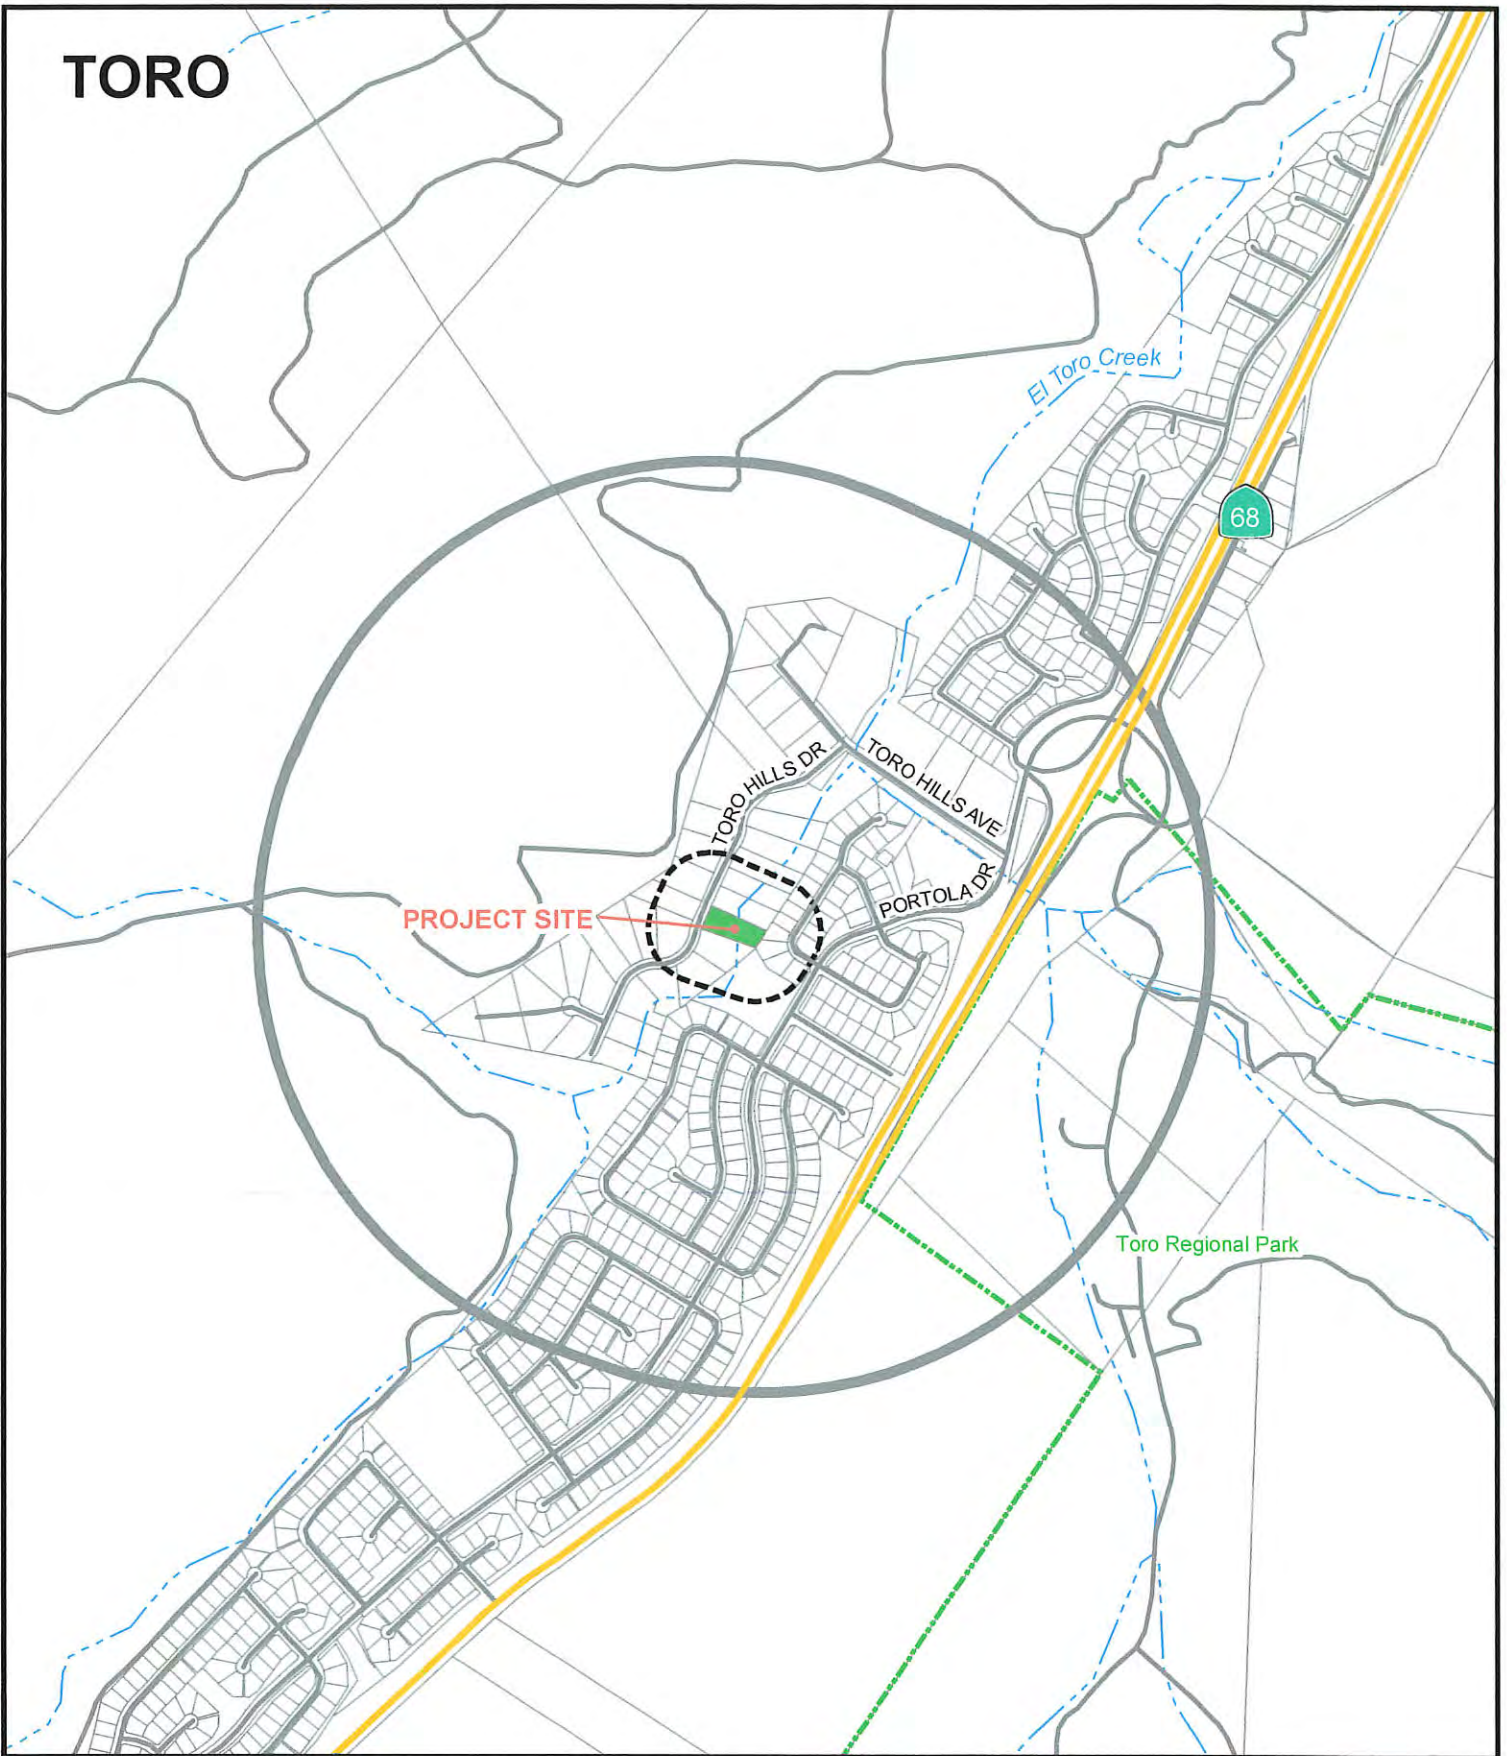 TORO
El Toro Creek
68
TORO HILLS DR
TORO HILLS AVE
PORTOLA DR
PROJECT SITE
Toro Regional Park